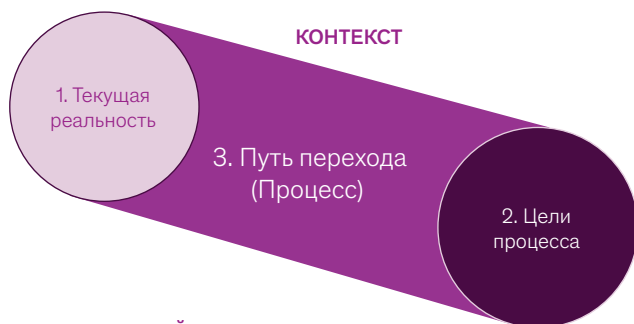 КОНТЕКСТ
1. Текущая
реальность
3. Путь перехода
(Процесс)
2. Цели
процесса